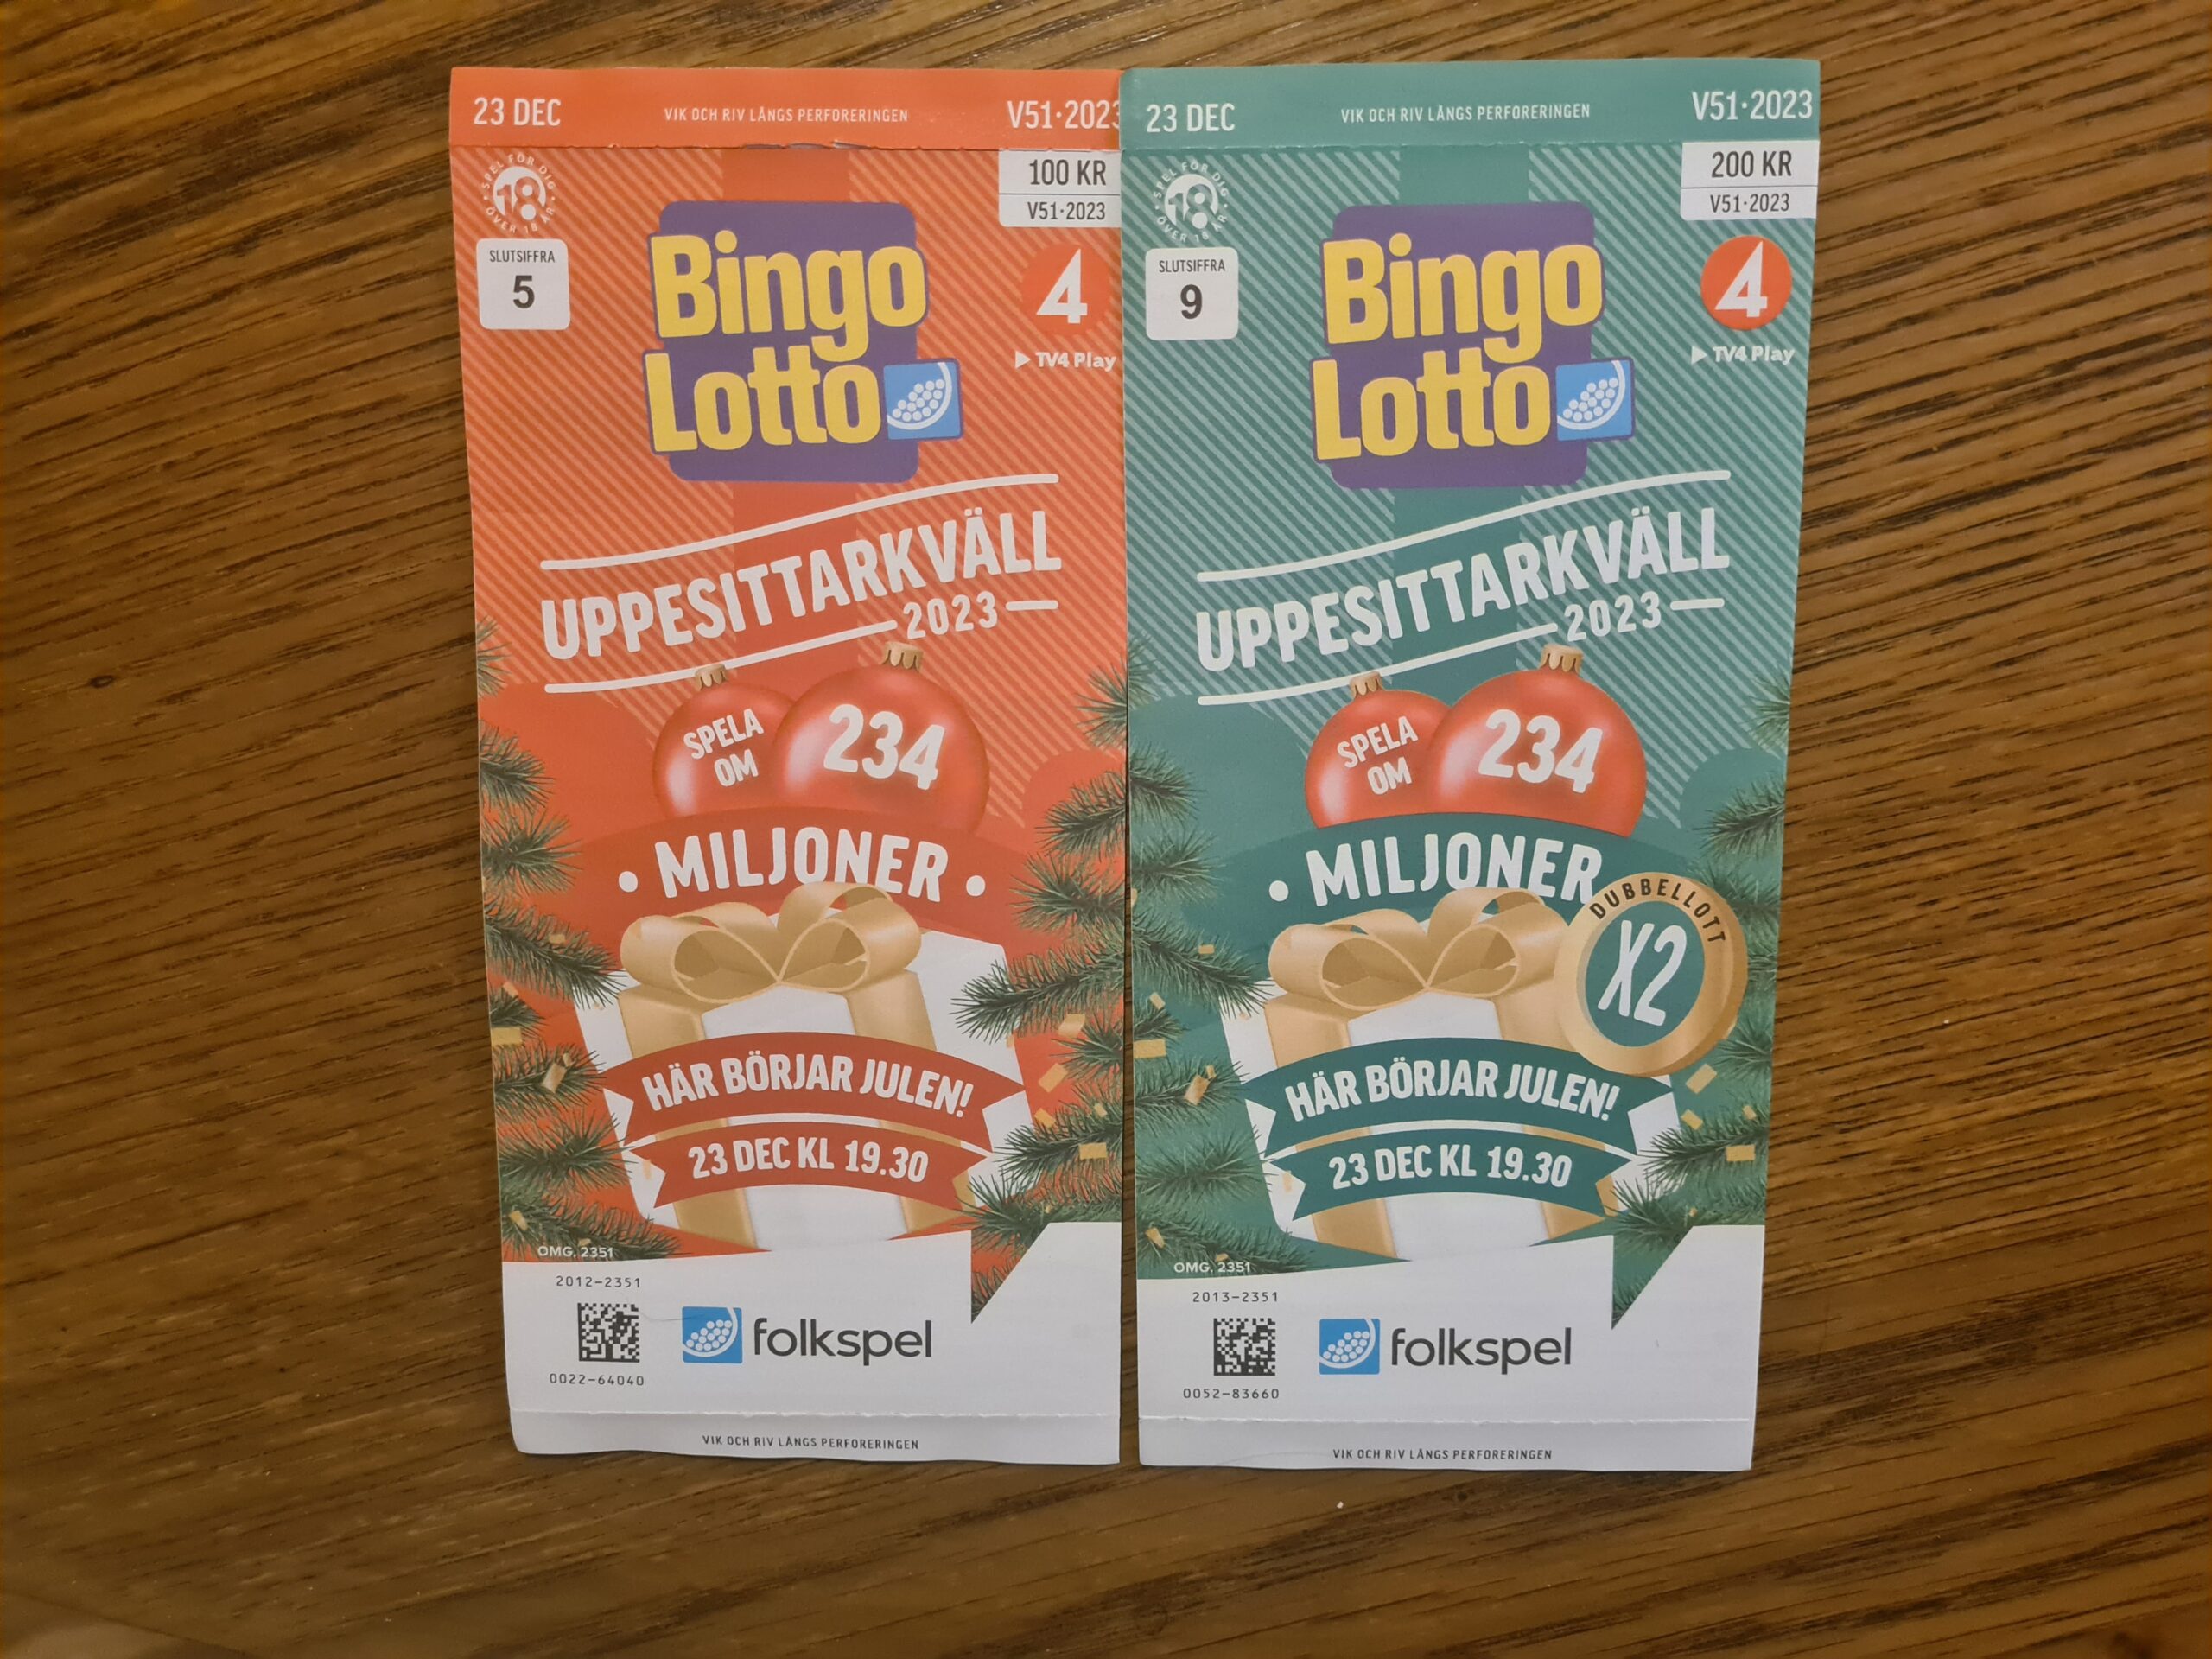 23 DEC
VIK OCH RIV LÄNGS PERFORERINGEN
V51·2023
SPEL FÖR DIG
18
ÖVER 18 ÅR
100 KR
V51·2023
SLUTSIFFRA
5
Bingo
Lotto
4
TV4 Play
UPPESITTARKVÄLL
2023
SPELA
OM
234
• MILJONER •
HÄR BÖRJAR JULEN!
23 DEC KL 19.30
OMG. 2351
2012-2351
0022-64040
folkspel
VIK OCH RIV LÄNGS PERFORERINGEN
23 DEC
VIK OCH RIV LÄNGS PERFORERINGEN
V51·2023
SPEL FÖR DIG
18
ÖVER 18 ÅR
200 KR
V51·2023
SLUTSIFFRA
9
Bingo
Lotto
4
TV4 Play
UPPESITTARKVÄLL
2023
SPELA
OM
234
• MILJONER
DUBBELLOTT
X2
HÄR BÖRJAR JULEN!
23 DEC KL 19.30
OMG. 2351
2013-2351
0052-83660
folkspel
VIK OCH RIV LÄNGS PERFORERINGEN